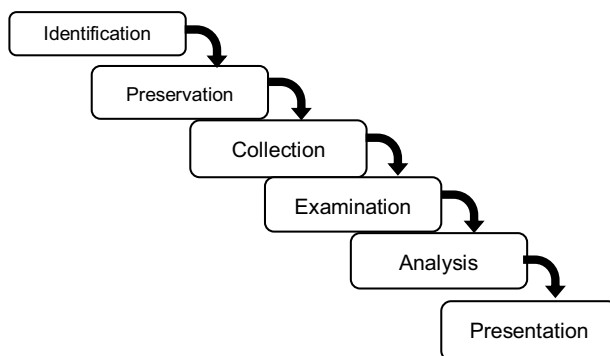 Identification
Preservation
Collection
Examination
Analysis
Presentation